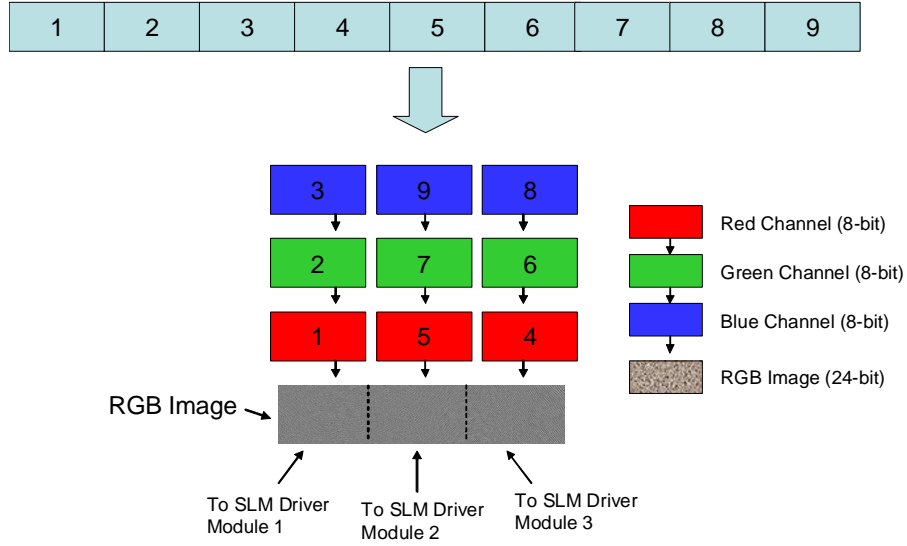 1 2 3 4 5 6 7 8 9
3 9 8
2 7 6
1 5 4
Red Channel (8-bit)
Green Channel (8-bit)
Blue Channel (8-bit)
RGB Image (24-bit)
RGB Image
To SLM Driver
Module 1
To SLM Driver
Module 2
To SLM Driver
Module 3